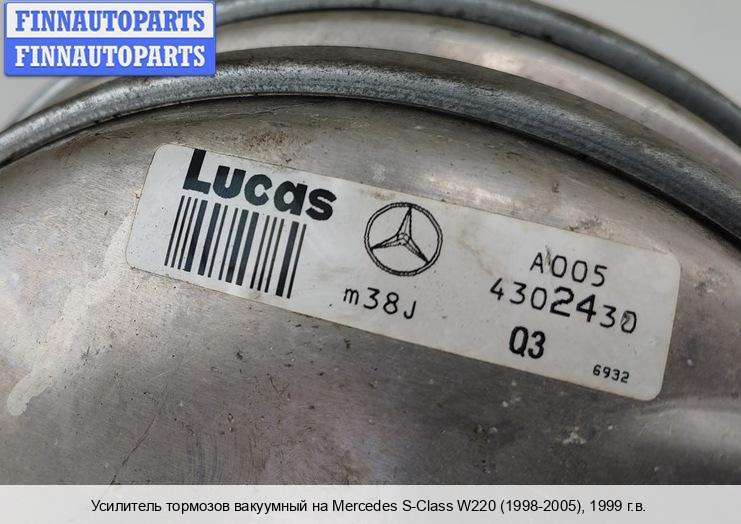 FINNAUTOPARTS
FINNAUTOPARTS
Lucas
A005
4302430
m38J
Q3
6932
Усилитель тормозов вакуумный на Mercedes S-Class W220 (1998-2005), 1999 г.в.